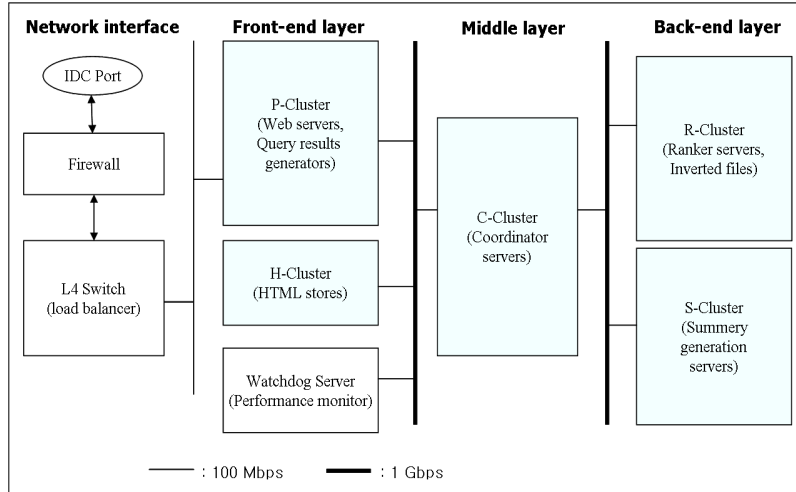 Network interface
Front-end layer
Middle layer
Back-end layer
IDC Port
Firewall
L4 Switch
(load balancer)
P-Cluster
(Web servers,
Query results
generators)
H-Cluster
(HTML stores)
Watchdog Server
(Performance monitor)
C-Cluster
(Coordinator
servers)
R-Cluster
(Ranker servers,
Inverted files)
S-Cluster
(Summery
generation
servers)
: 100 Mbps
: 1 Gbps